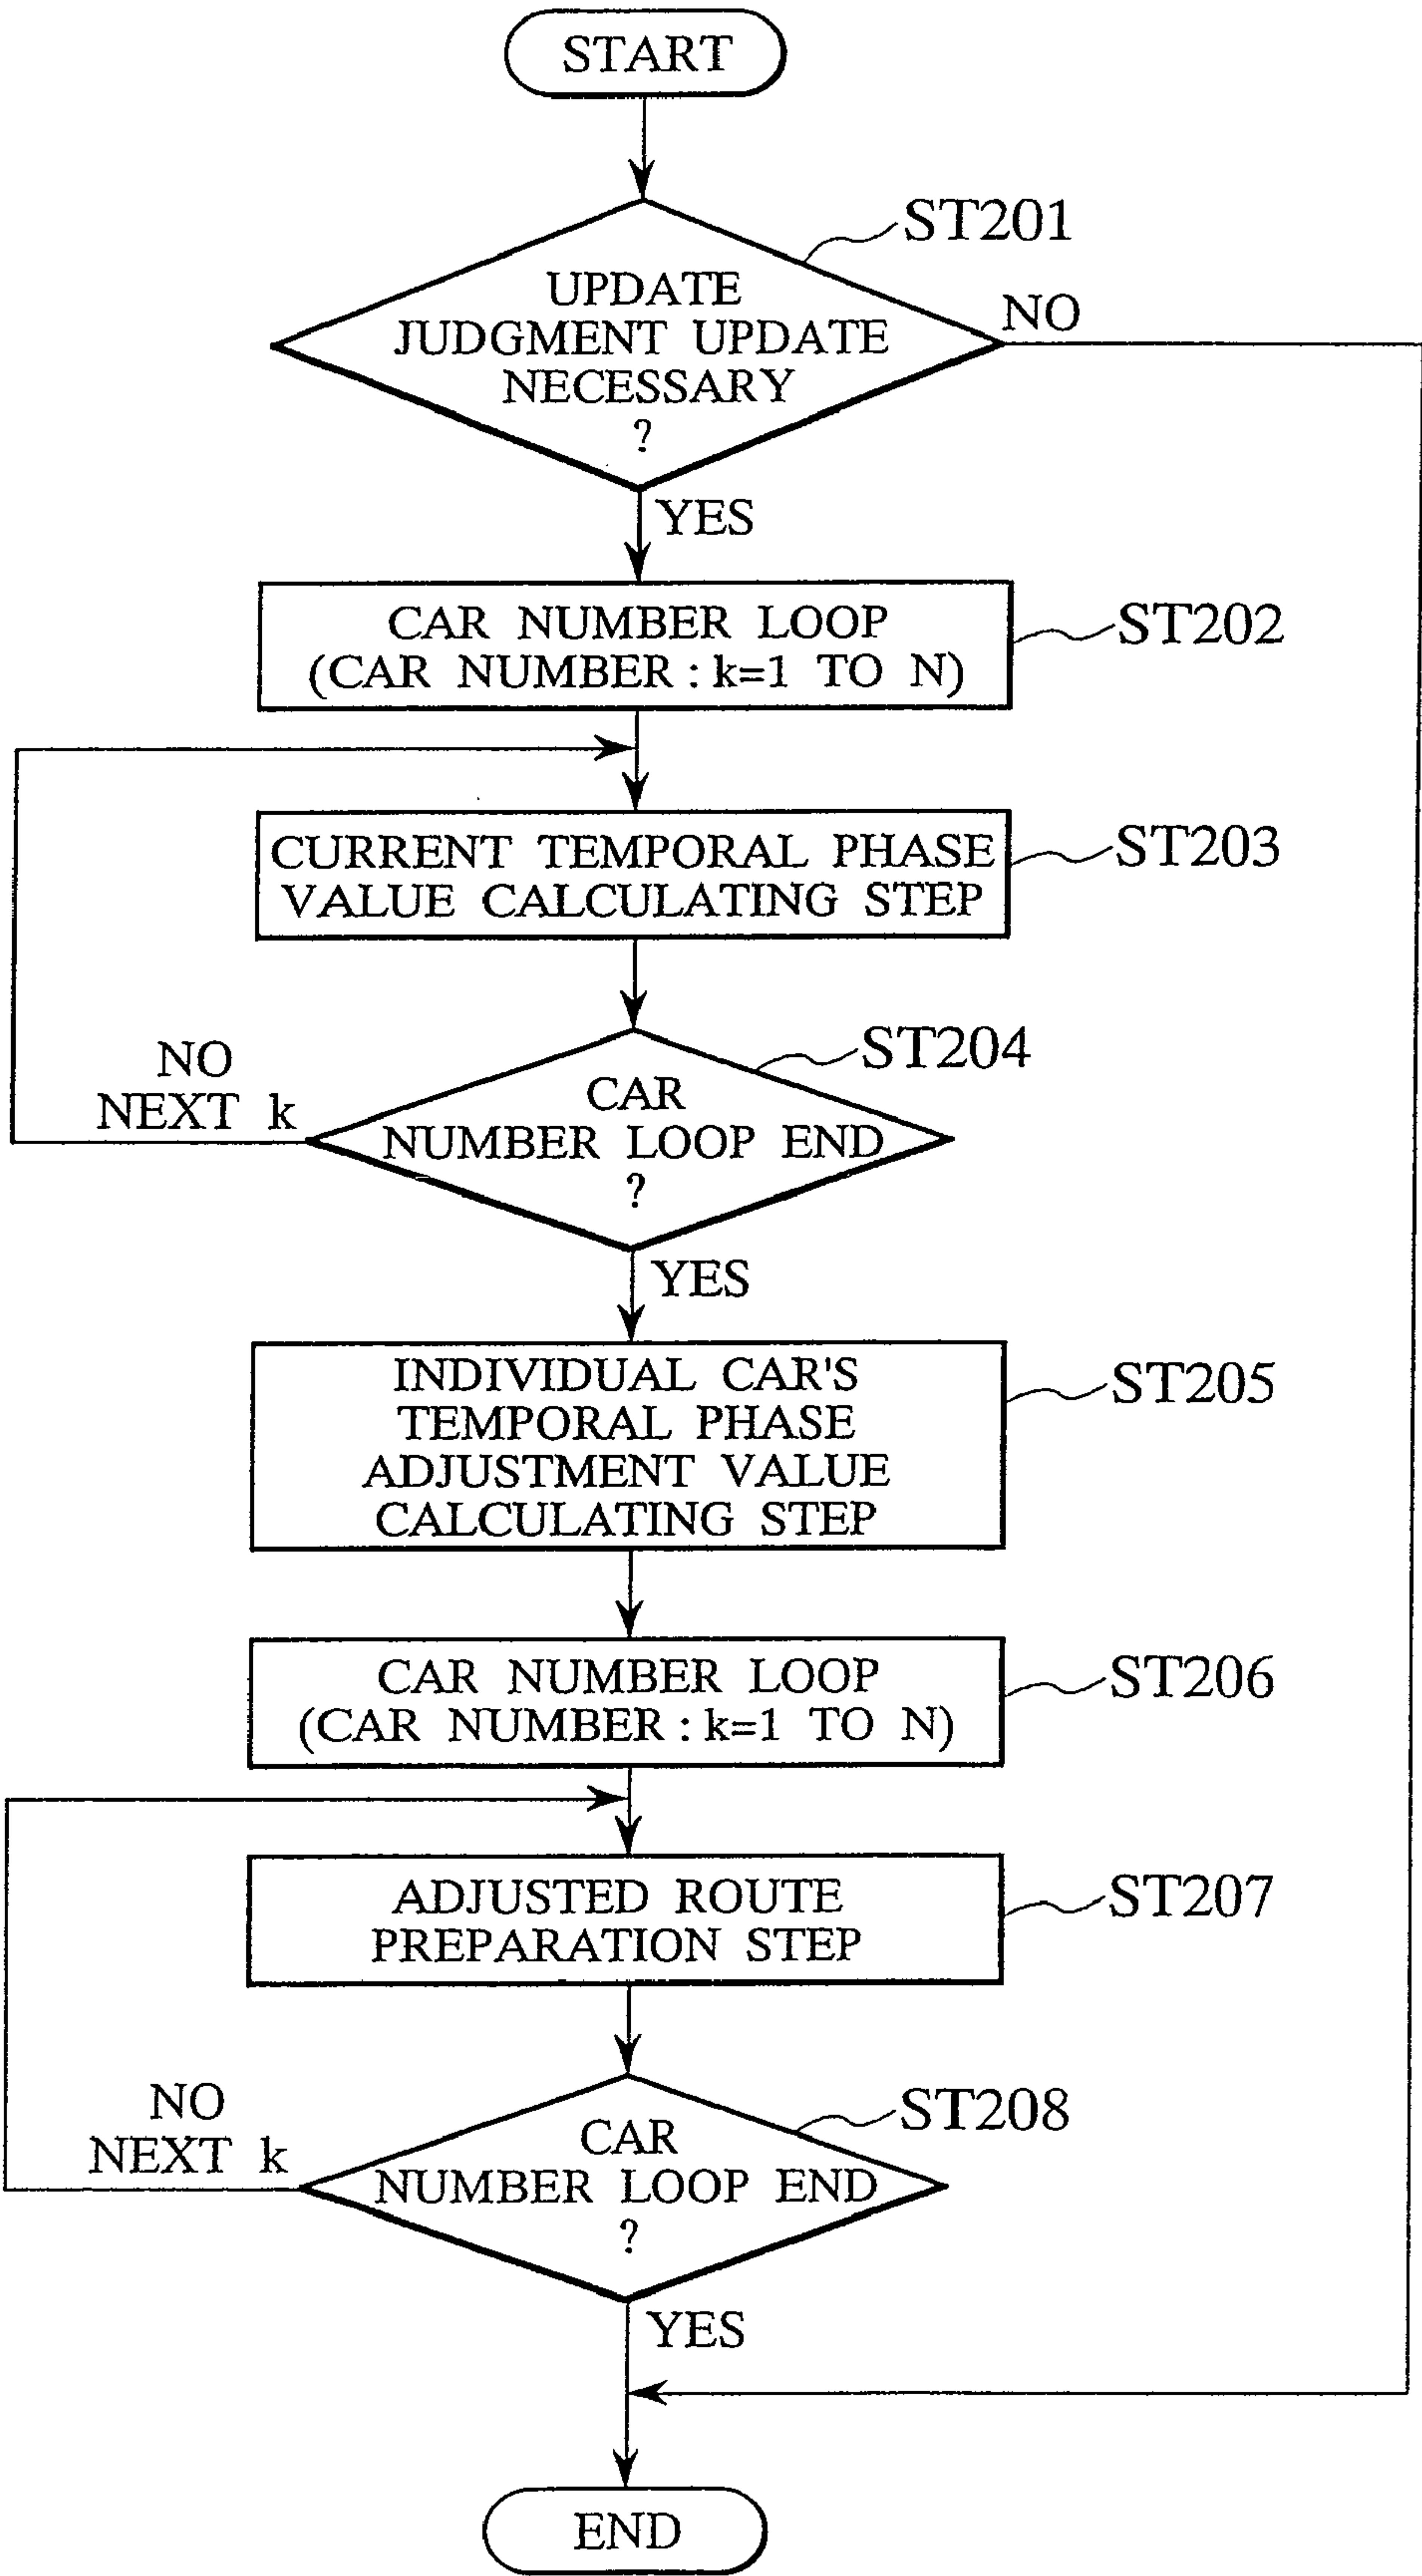 START
ST201
UPDATE
JUDGMENT UPDATE
NECESSARY
?
NO
YES
CAR NUMBER LOOP
(CAR NUMBER : k=1 TO N)
ST202
CURRENT TEMPORAL PHASE
VALUE CALCULATING STEP
ST203
ST204
NO
NEXT k
CAR
NUMBER LOOP END
?
YES
INDIVIDUAL CAR'S
TEMPORAL PHASE
ADJUSTMENT VALUE
CALCULATING STEP
ST205
CAR NUMBER LOOP
(CAR NUMBER : k=1 TO N)
ST206
ADJUSTED ROUTE
PREPARATION STEP
ST207
ST208
NO
NEXT k
CAR
NUMBER LOOP END
?
YES
END